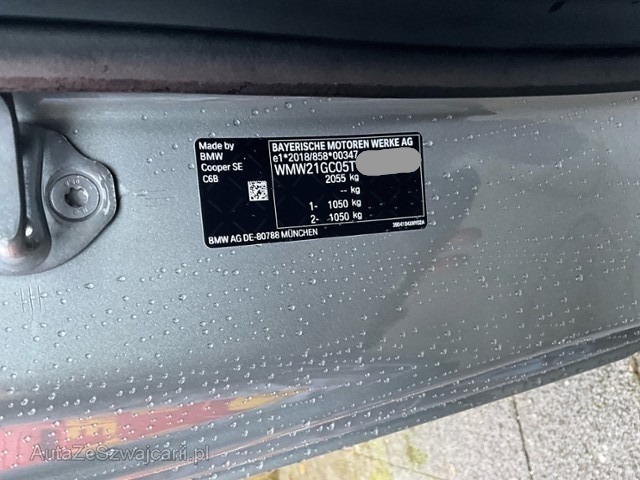 Made by
BMW
Cooper SE
C6B
BAYERISCHE MOTOREN WERKE AG
e1*2018/858*00347
WMW21GC05T
2055 kg
-- kg
1- 1050 kg
2- 1050 kg
BMW AG DE-80788 MÜNCHEN
AutaZeSzwajcarii.pl